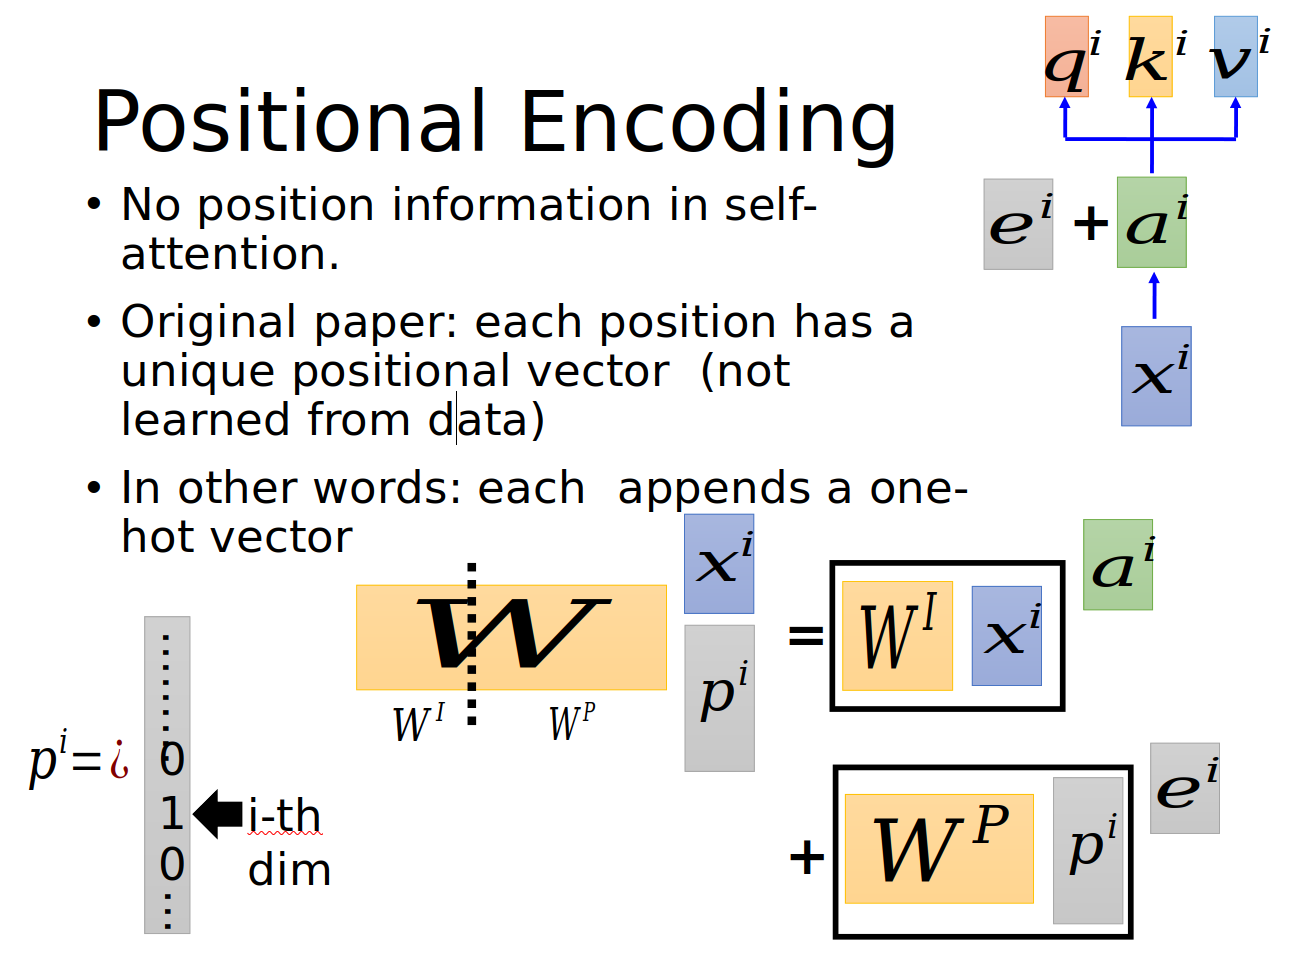 q^i k^i v^i
Positional Encoding
• No position information in self-
attention.
e^i + a^i
• Original paper: each position has a
unique positional vector  (not
learned from data)
x^i
• In other words: each  appends a one-
hot vector
W
W^I W^P
x^i
p^i
=
W^I x^i
a^i
p^i=¿
⋮
0
1
0
⋮
i-th
dim
+
W^P p^i
e^i